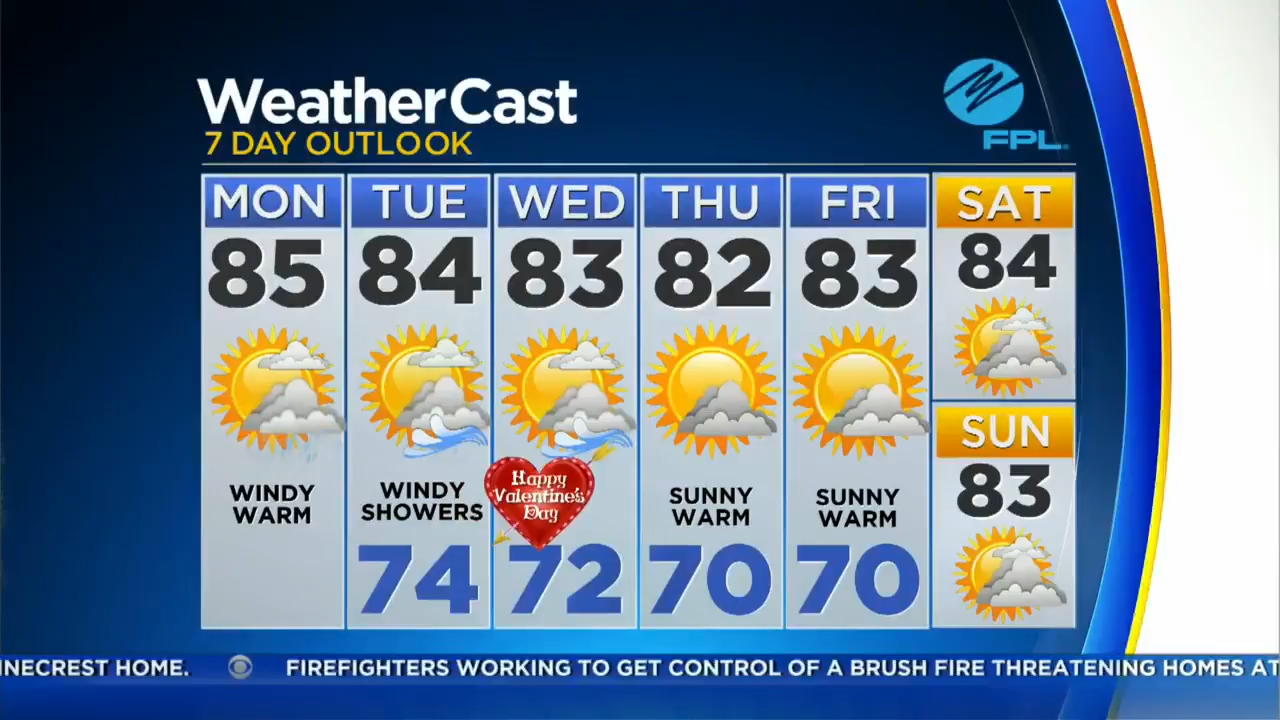 WeatherCast
7 DAY OUTLOOK
FPL
MON
85
WINDY
WARM
TUE
84
WINDY
SHOWERS
74
WED
83
Happy
Valentine's
Day
72
THU
82
SUNNY
WARM
70
FRI
83
SUNNY
WARM
70
SAT
84
SUN
83
INECREST HOME. FIREFIGHTERS WORKING TO GET CONTROL OF A BRUSH FIRE THREATENING HOMES AT